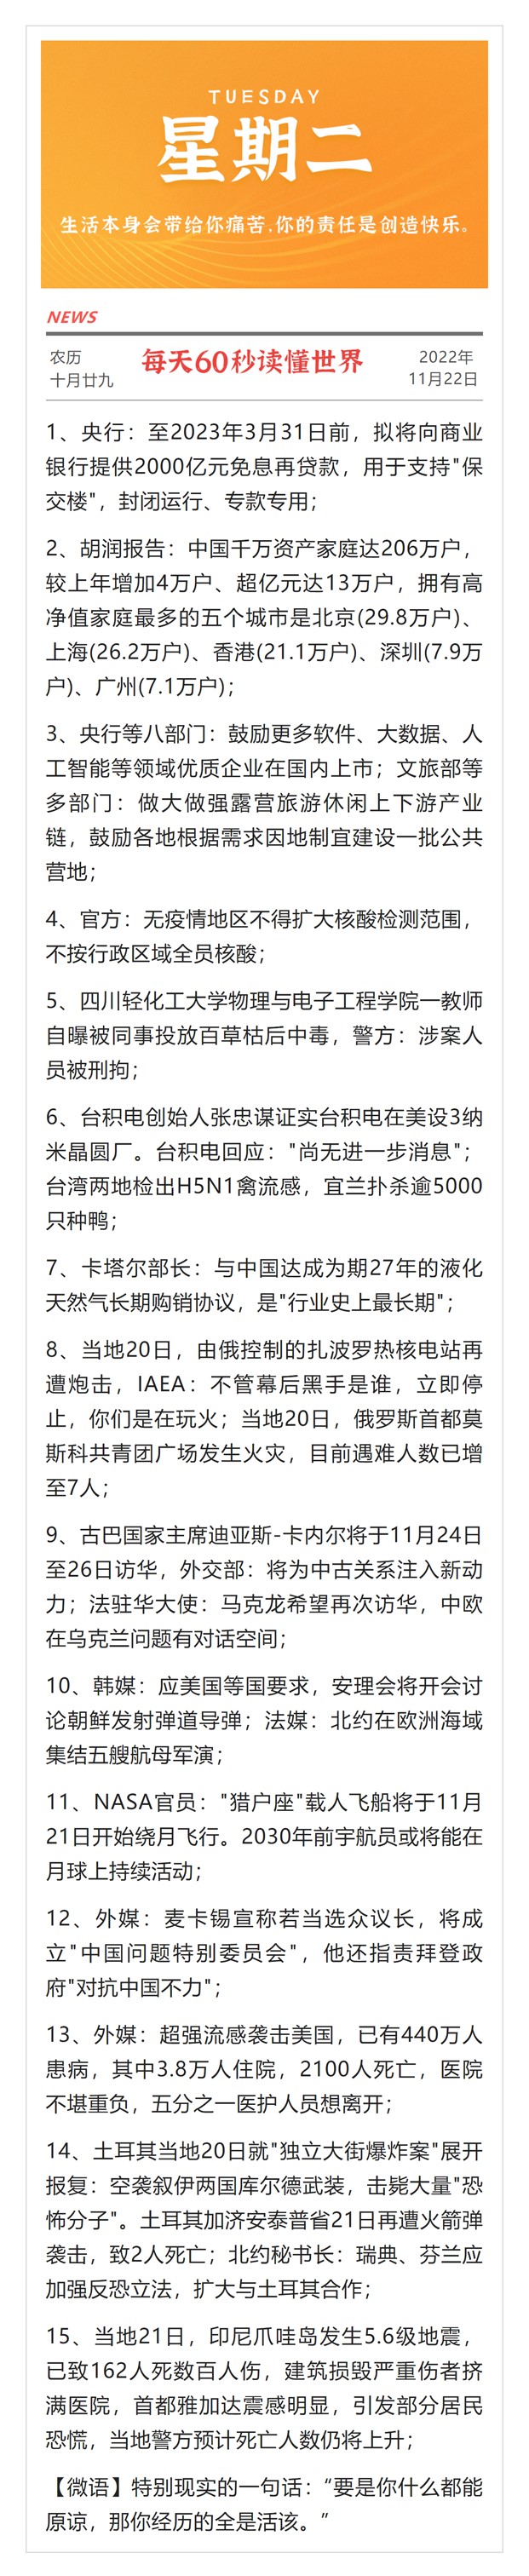 TUESDAY
星期二
生活本身会带给你痛苦,你的责任是创造快乐。
NEWS
农历
十月廿九
每天60秒读懂世界
2022年
11月22日
1、央行：至2023年3月31日前，拟将向商业
银行提供2000亿元免息再贷款，用于支持"保
交楼"，封闭运行、专款专用；
2、胡润报告：中国千万资产家庭达206万户，
较上年增加4万户、超亿元达13万户，拥有高
净值家庭最多的五个城市是北京(29.8万户)、
上海(26.2万户)、香港(21.1万户)、深圳(7.9万
户)、广州(7.1万户)；
3、央行等八部门：鼓励更多软件、大数据、人
工智能等领域优质企业在国内上市；文旅部等
多部门：做大做强露营旅游休闲上下游产业
链，鼓励各地根据需求因地制宜建设一批公共
营地；
4、官方：无疫情地区不得扩大核酸检测范围，
不按行政区域全员核酸；
5、四川轻化工大学物理与电子工程学院一教师
自曝被同事投放百草枯后中毒，警方：涉案人
员被刑拘；
6、台积电创始人张忠谋证实台积电在美设3纳
米晶圆厂。台积电回应："尚无进一步消息"；
台湾两地检出H5N1禽流感，宜兰扑杀逾5000
只种鸭；
7、卡塔尔部长：与中国达成为期27年的液化
天然气长期购销协议，是"行业史上最长期"；
8、当地20日，由俄控制的扎波罗热核电站再
遭炮击，IAEA：不管幕后黑手是谁，立即停
止，你们是在玩火；当地20日，俄罗斯首都莫
斯科共青团广场发生火灾，目前遇难人数已增
至7人；
9、古巴国家主席迪亚斯-卡内尔将于11月24日
至26日访华，外交部：将为中古关系注入新动
力；法驻华大使：马克龙希望再次访华，中欧
在乌克兰问题有对话空间；
10、韩媒：应美国等国要求，安理会将开会讨
论朝鲜发射弹道导弹；法媒：北约在欧洲海域
集结五艘航母军演；
11、NASA官员："猎户座"载人飞船将于11月
21日开始绕月飞行。2030年前宇航员或将能在
月球上持续活动；
12、外媒：麦卡锡宣称若当选众议长，将成
立"中国问题特别委员会"，他还指责拜登政
府"对抗中国不力"；
13、外媒：超强流感袭击美国，已有440万人
患病，其中3.8万人住院，2100人死亡，医院
不堪重负，五分之一医护人员想离开；
14、土耳其当地20日就"独立大街爆炸案"展开
报复：空袭叙伊两国库尔德武装，击毙大量"恐
怖分子"。土耳其加济安泰普省21日再遭火箭弹
袭击，致2人死亡；北约秘书长：瑞典、芬兰应
加强反恐立法，扩大与土耳其合作；
15、当地21日，印尼爪哇岛发生5.6级地震，
已致162人死数百人伤，建筑损毁严重伤者挤
满医院，首都雅加达震感明显，引发部分居民
恐慌，当地警方预计死亡人数仍将上升；
【微语】特别现实的一句话：“要是你什么都能
原谅，那你经历的全是活该。”